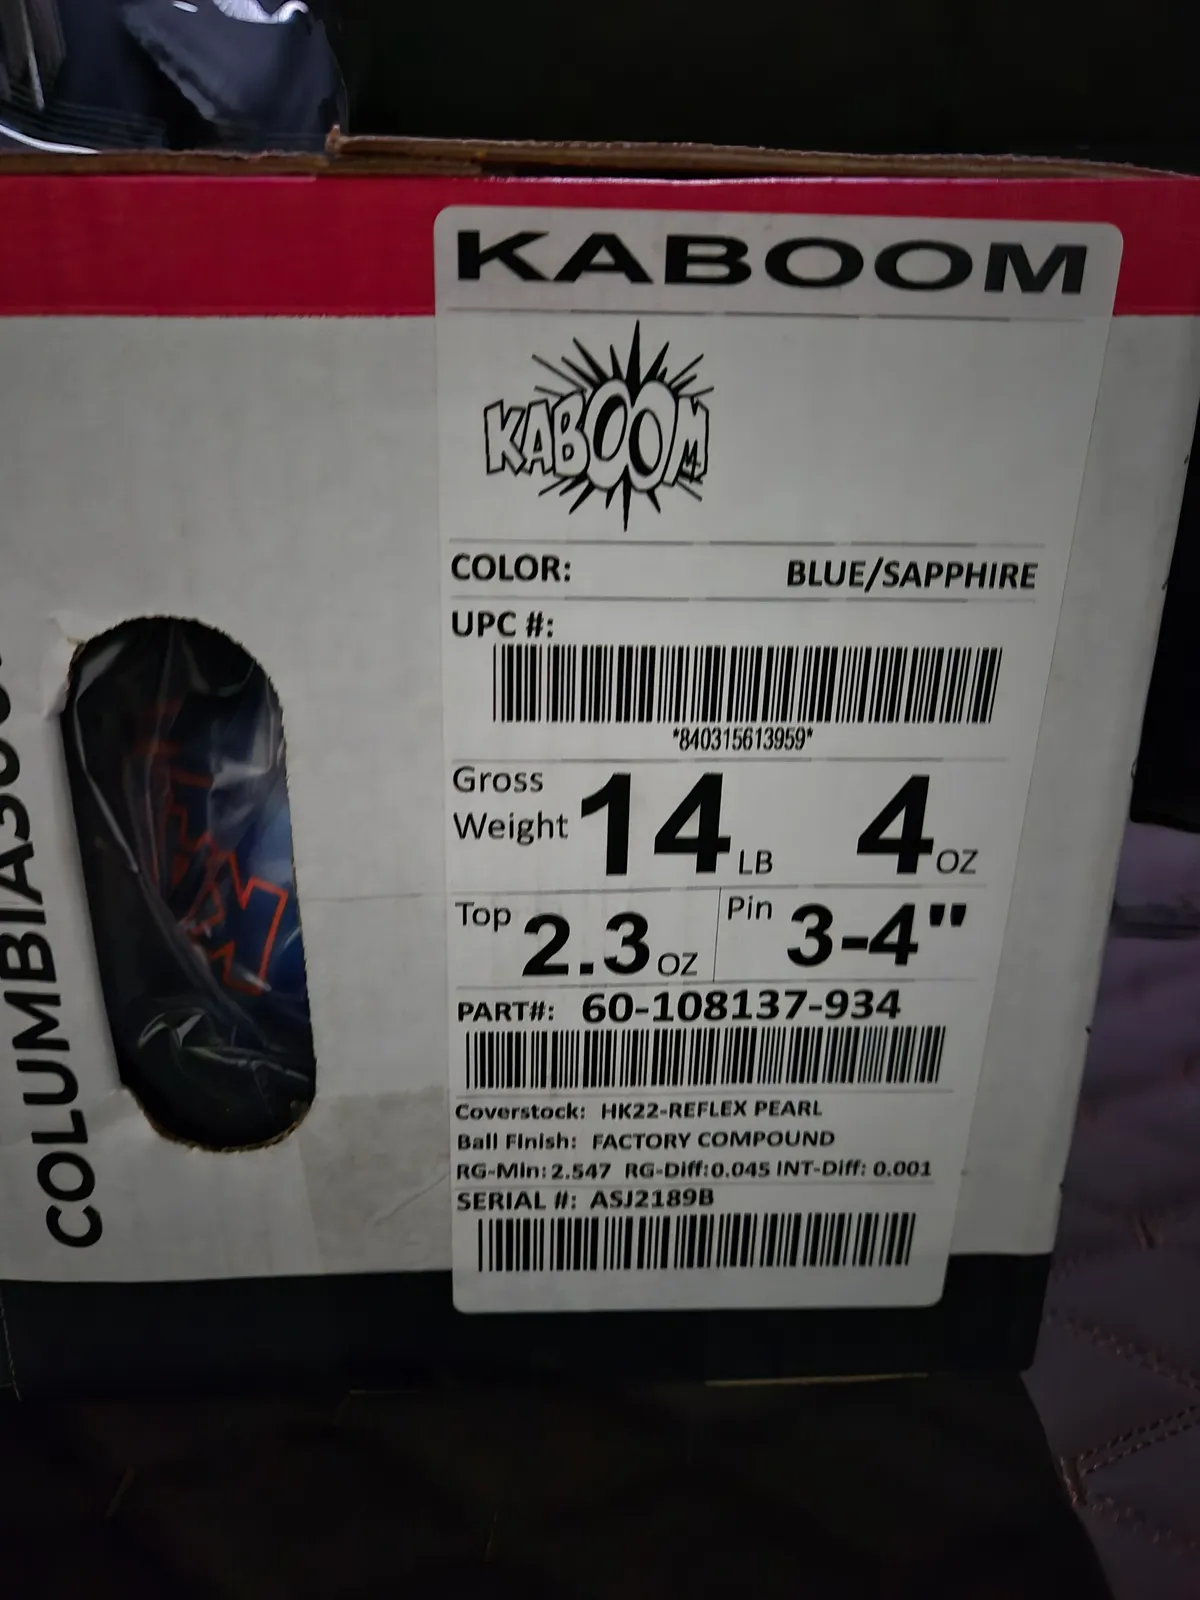 KABOOM
KABOOM
COLOR: BLUE/SAPPHIRE
UPC #:
*840315613959*
Gross Weight 14 LB 4 OZ
Top 2.3 OZ Pin 3-4"
PART#: 60-108137-934
Coverstock: HK22-REFLEX PEARL
Ball Finish: FACTORY COMPOUND
RG-Min: 2.547 RG-Diff: 0.045 INT-Diff: 0.001
SERIAL #: ASJ2189B
COLUMBIA300